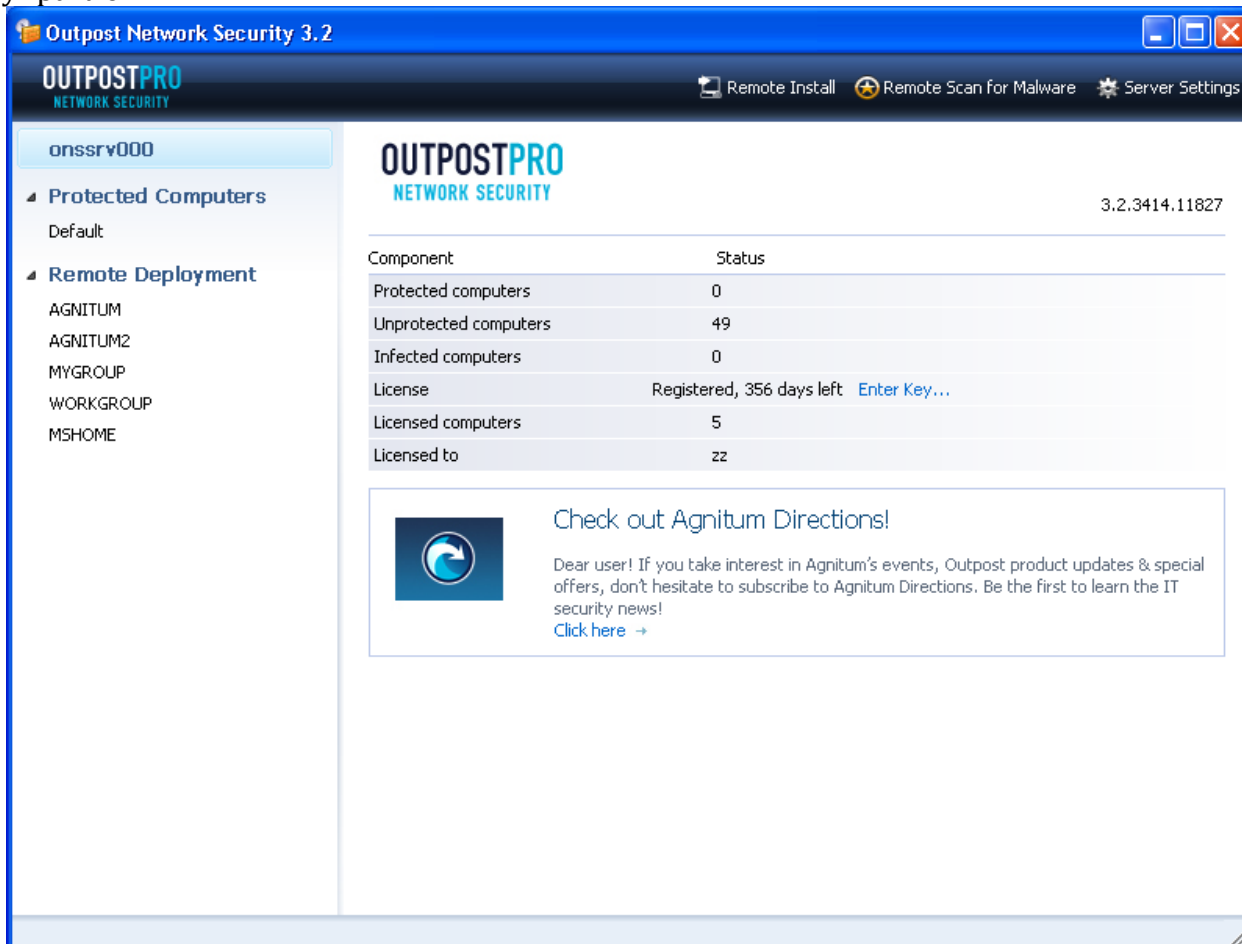 Outpost Network Security 3.2
OUTPOSTPRO
NETWORK SECURITY
Remote Install Remote Scan for Malware Server Settings
onssrv000
Protected Computers
Default
Remote Deployment
AGNITUM
AGNITUM2
MYGROUP
WORKGROUP
MSHOME
OUTPOSTPRO
NETWORK SECURITY
3.2.3414.11827
Component Status
Protected computers 0
Unprotected computers 49
Infected computers 0
License Registered, 356 days left Enter Key...
Licensed computers 5
Licensed to zz
Check out Agnitum Directions!
Dear user! If you take interest in Agnitum's events, Outpost product updates & special
offers, don't hesitate to subscribe to Agnitum Directions. Be the first to learn the IT
security news!
Click here →